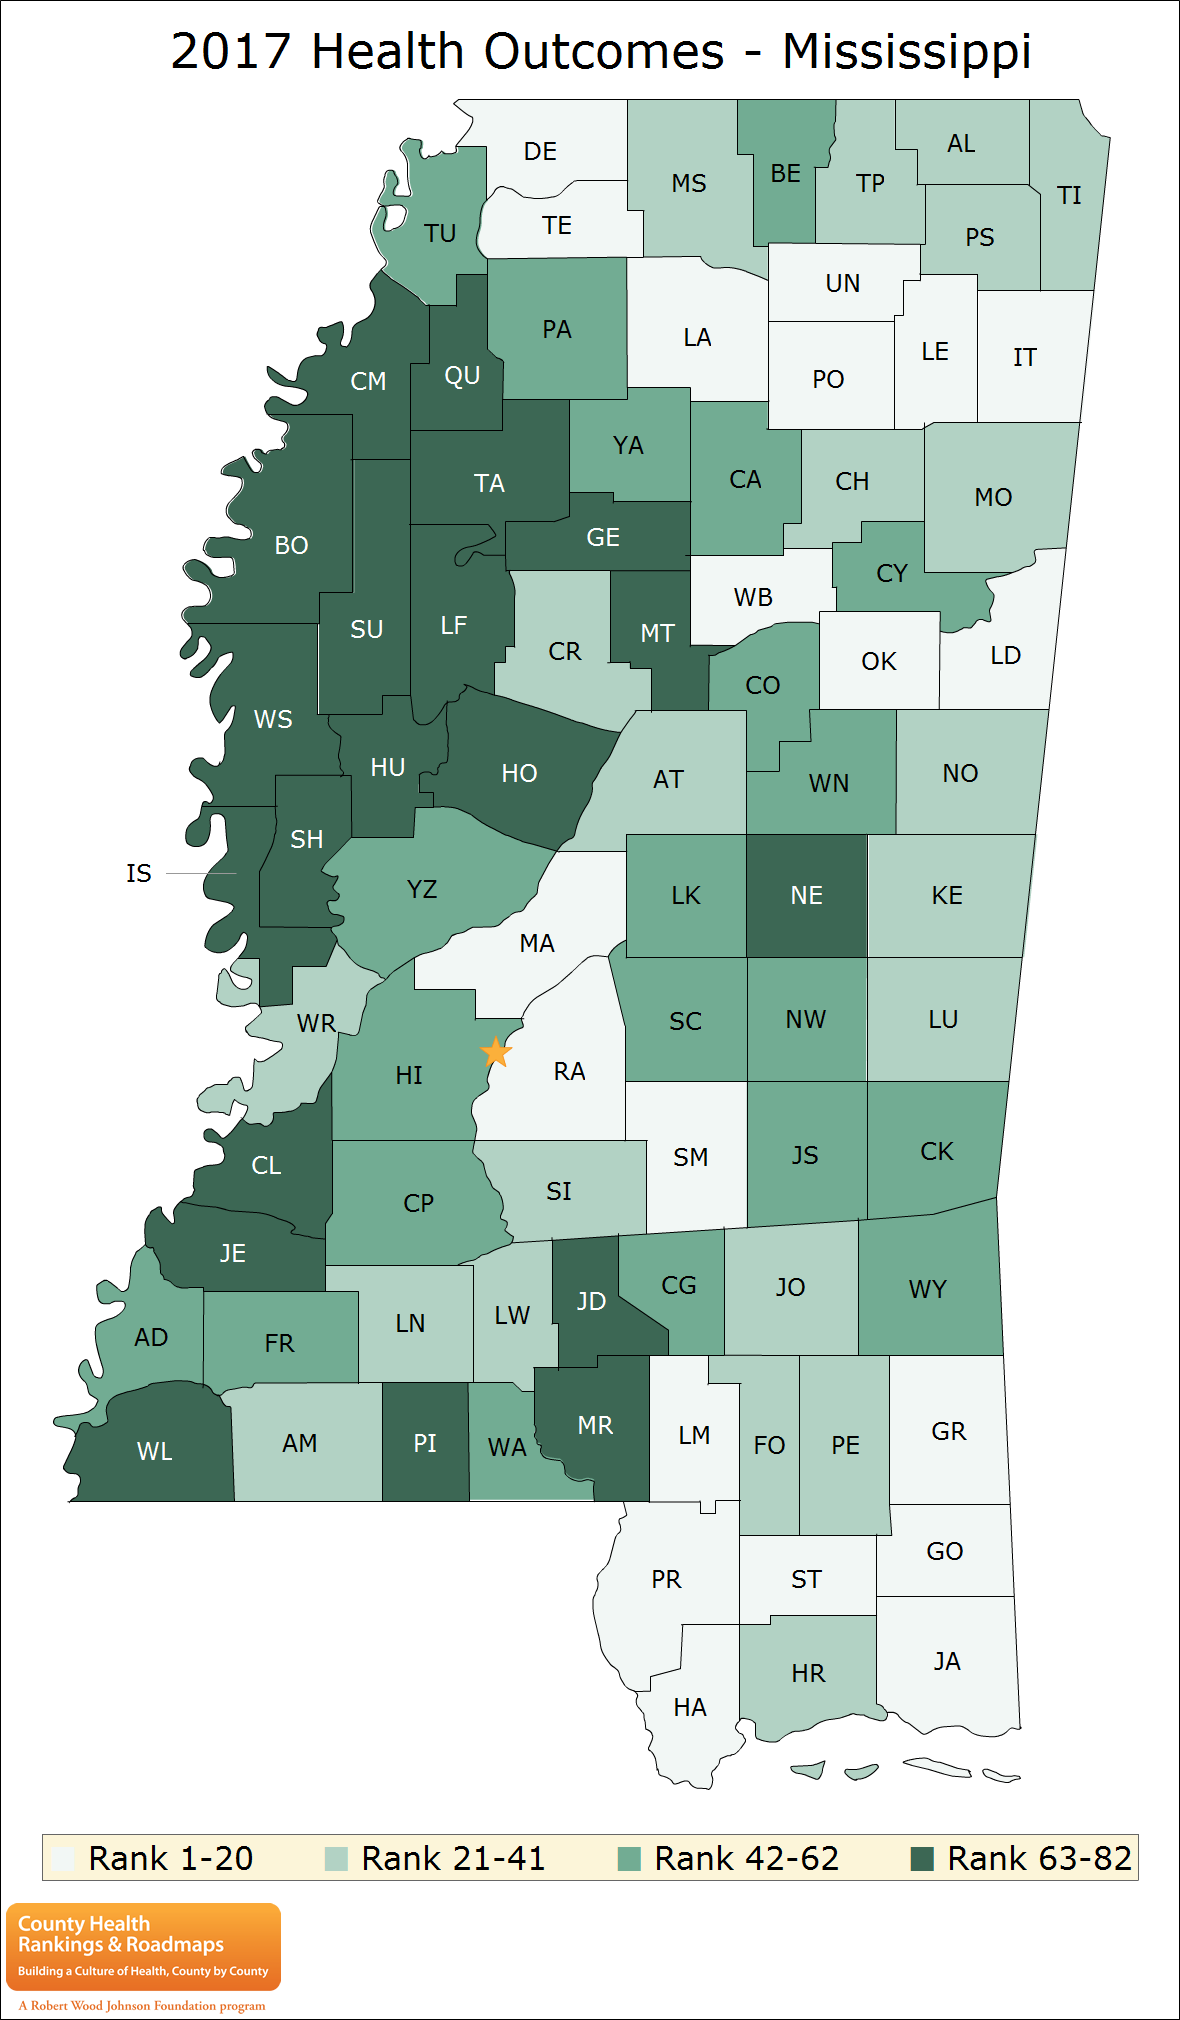 2017 Health Outcomes - Mississippi
DE
MS
BE
TP
AL
TI
TU
TE
PS
UN
PA
LA
LE
IT
CM
QU
PO
YA
TA
CA
CH
MO
BO
GE
CY
WB
SU
LF
MT
CR
OK
LD
CO
WS
HU
HO
AT
WN
NO
SH
IS
YZ
LK
NE
KE
MA
WR
SC
NW
LU
HI
RA
CL
SM
JS
CK
CP
SI
JE
AD
FR
LN
LW
JD
CG
JO
WY
WL
AM
PI
WA
MR
LM
FO
PE
GR
PR
ST
GO
HA
HR
JA
Rank 1-20 Rank 21-41 Rank 42-62 Rank 63-82
County Health
Rankings & Roadmaps
Building a Culture of Health, County by County
A Robert Wood Johnson Foundation program